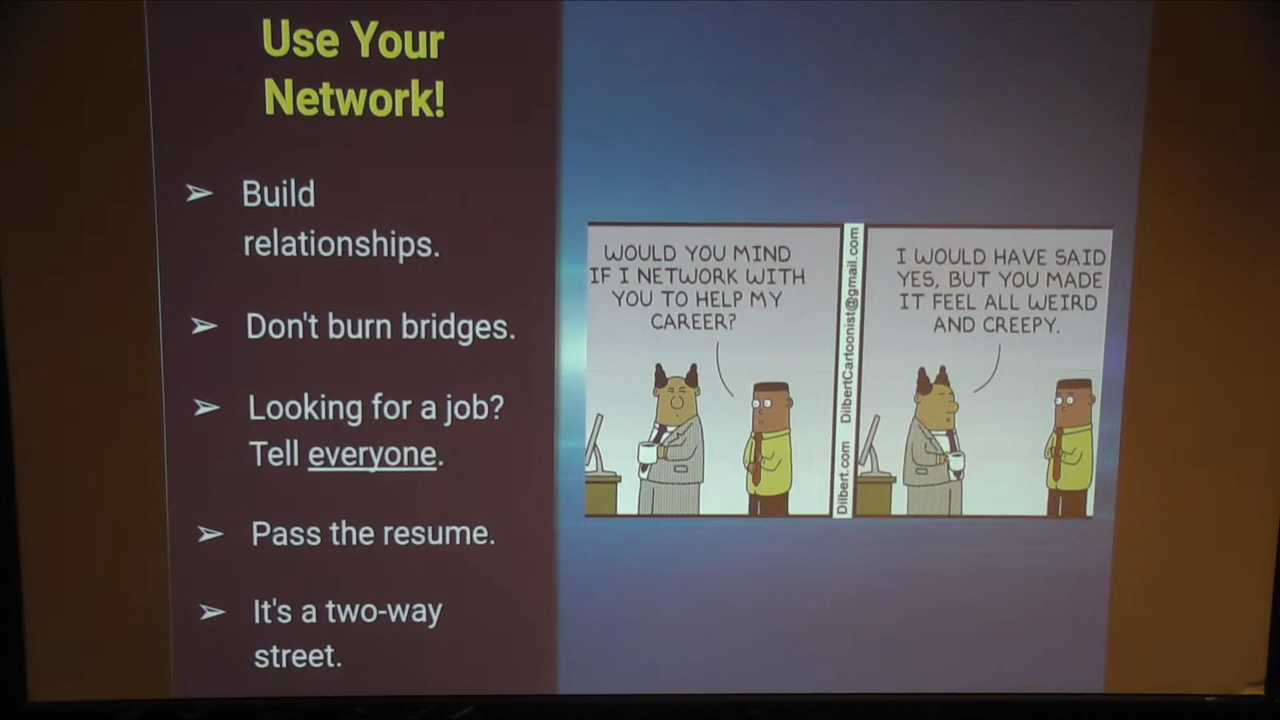 Use Your
Network!
➢ Build
relationships.
➢ Don't burn bridges.
➢ Looking for a job?
Tell everyone.
➢ Pass the resume.
➢ It's a two-way
street.
WOULD YOU MIND
IF I NETWORK WITH
YOU TO HELP MY
CAREER?
Dilbert.com DilbertCartoonist@gmail.com
I WOULD HAVE SAID
YES, BUT YOU MADE
IT FEEL ALL WEIRD
AND CREEPY.